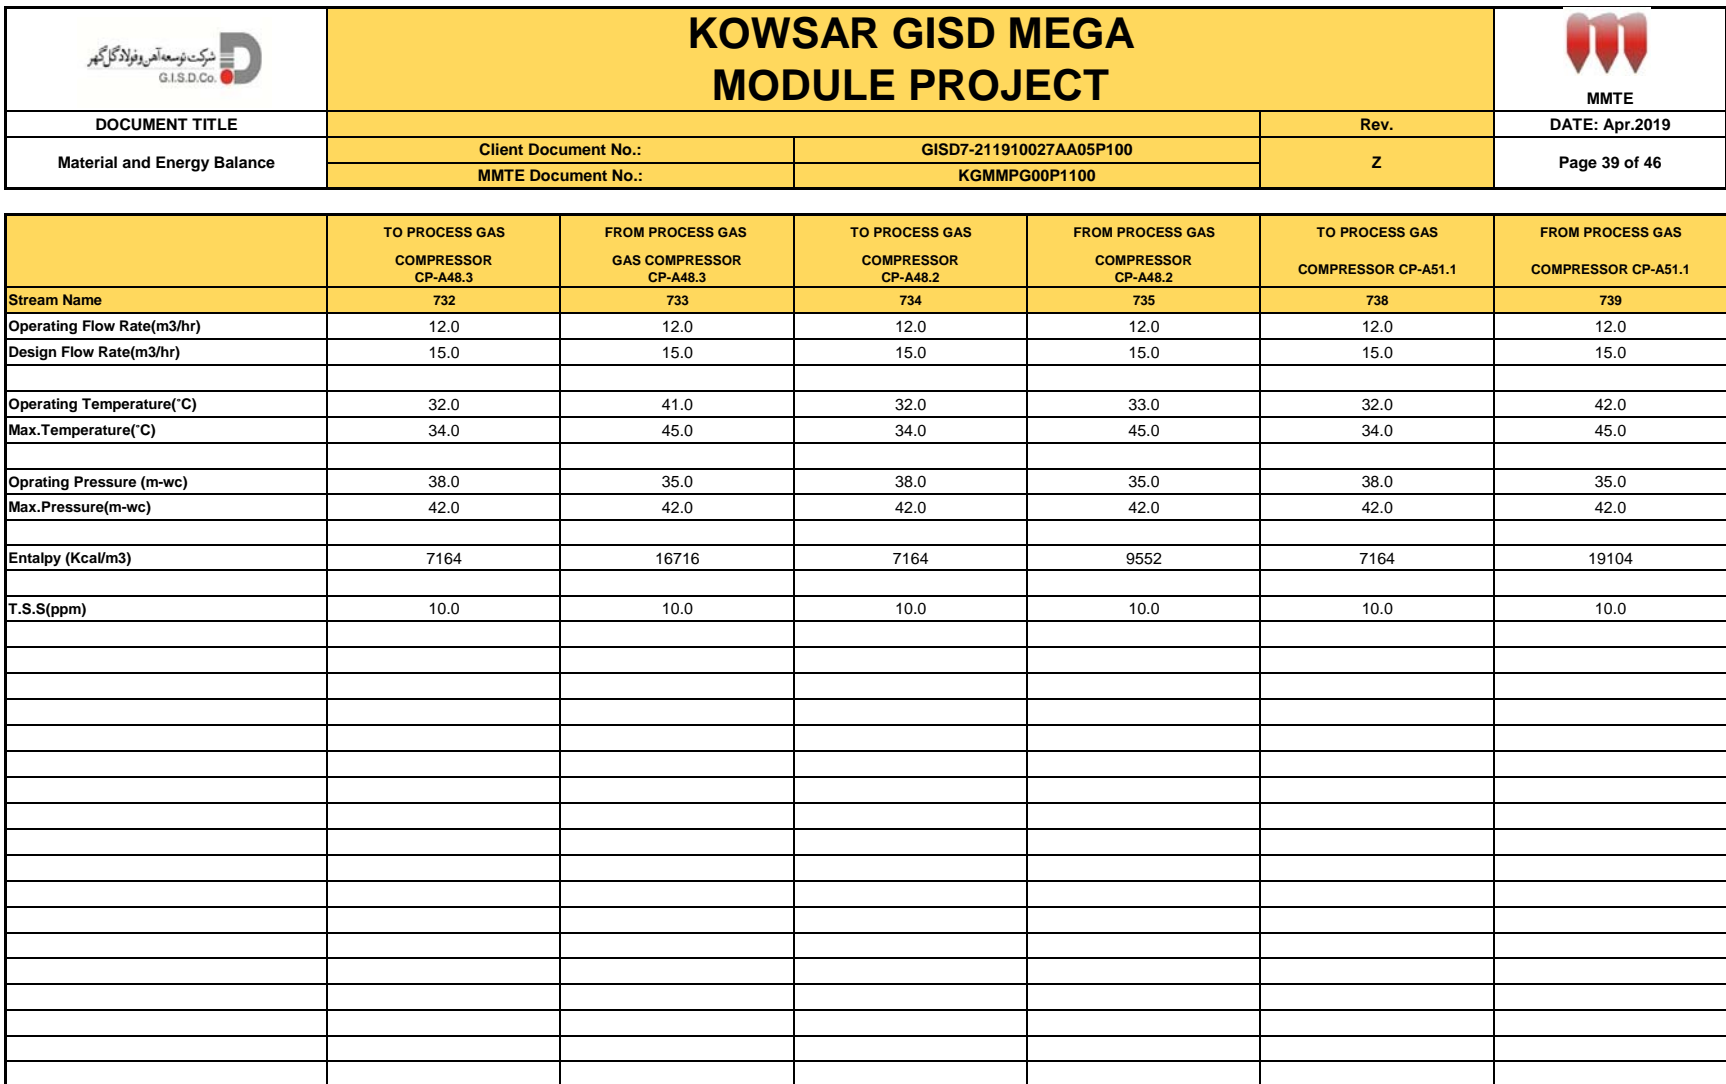 شرکت توسعه آهن و فولاد گل گهر
G.I.S.D.Co.
KOWSAR GISD MEGA
MODULE PROJECT
MMTE
DOCUMENT TITLE Rev. DATE: Apr.2019
Material and Energy Balance Client Document No.: GISD7-211910027AA05P100 Z Page 39 of 46
MMTE Document No.: KGMMPG00P1100
TO PROCESS GAS FROM PROCESS GAS TO PROCESS GAS FROM PROCESS GAS TO PROCESS GAS FROM PROCESS GAS
COMPRESSOR CP-A48.3 GAS COMPRESSOR CP-A48.3 COMPRESSOR CP-A48.2 COMPRESSOR CP-A48.2 COMPRESSOR CP-A51.1 COMPRESSOR CP-A51.1
Stream Name 732 733 734 735 738 739
Operating Flow Rate(m3/hr) 12.0 12.0 12.0 12.0 12.0 12.0
Design Flow Rate(m3/hr) 15.0 15.0 15.0 15.0 15.0 15.0
Operating Temperature(˚C) 32.0 41.0 32.0 33.0 32.0 42.0
Max.Temperature(˚C) 34.0 45.0 34.0 45.0 34.0 45.0
Oprating Pressure (m-wc) 38.0 35.0 38.0 35.0 38.0 35.0
Max.Pressure(m-wc) 42.0 42.0 42.0 42.0 42.0 42.0
Entalpy (Kcal/m3) 7164 16716 7164 9552 7164 19104
T.S.S(ppm) 10.0 10.0 10.0 10.0 10.0 10.0